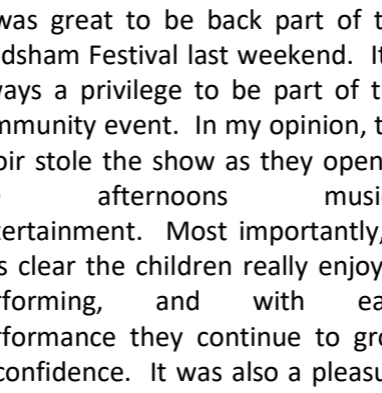 was great to be back part of t
dsham Festival last weekend. It
ways a privilege to be part of t
mmunity event. In my opinion, t
oir stole the show as they open
afternoons musi
tertainment. Most importantly,
s clear the children really enjoy
rforming, and with ea
rformance they continue to gro
confidence. It was also a pleasu